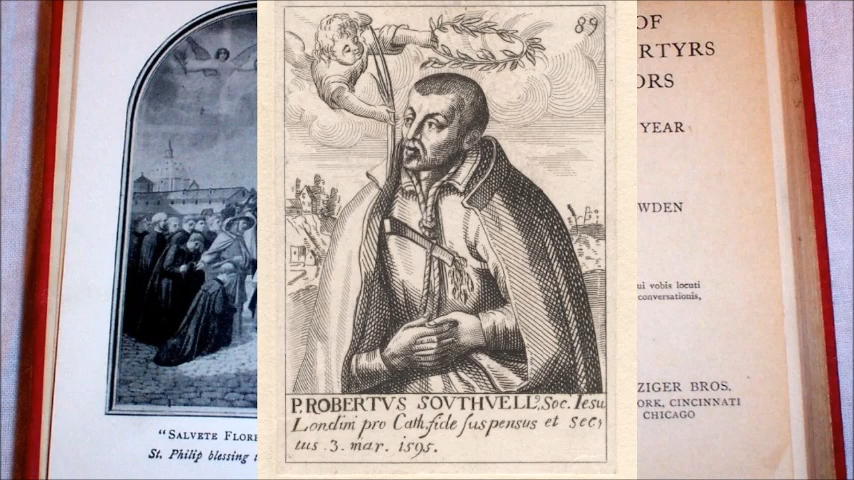 89
P. ROBERTVS SOVTHVELL⁹, Soc. Iesu
Londini pro Cath. fide suspensus et sec,
tus . 3 . mar . 1595.
"SALVETE FLORE
St. Philip blessing
OF
RTYRS
ORS
YEAR
WDEN
ui vobis locuti
conversationis,
ZIGER BROS.
ORK, CINCINNATI
CHICAGO